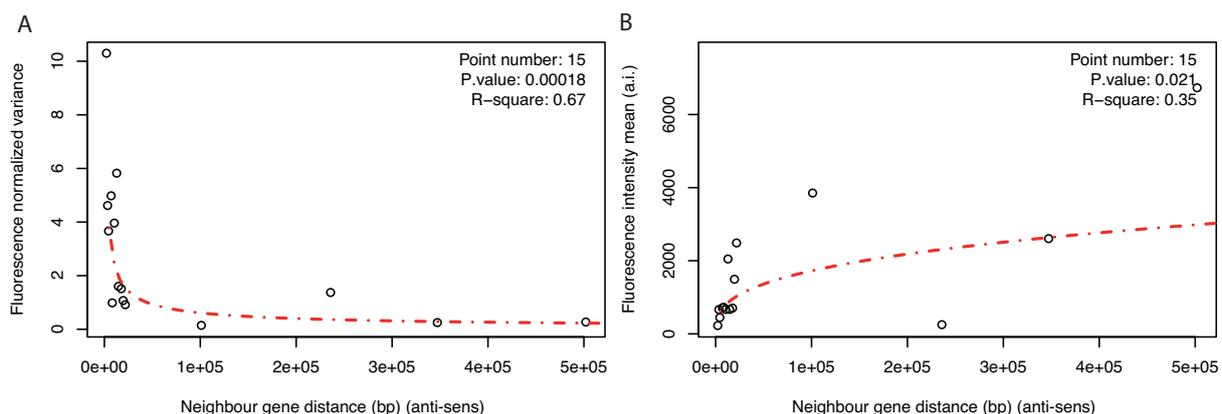 A
Fluorescence normalized variance
10
8
6
4
2
0
Point number: 15
P.value: 0.00018
R−square: 0.67
0e+00 1e+05 2e+05 3e+05 4e+05 5e+05
Neighbour gene distance (bp) (anti-sens)
B
Fluorescence intensity mean (a.i.)
6000
4000
2000
0
Point number: 15
P.value: 0.021
R−square: 0.35
0e+00 1e+05 2e+05 3e+05 4e+05 5e+05
Neighbour gene distance (bp) (anti-sens)